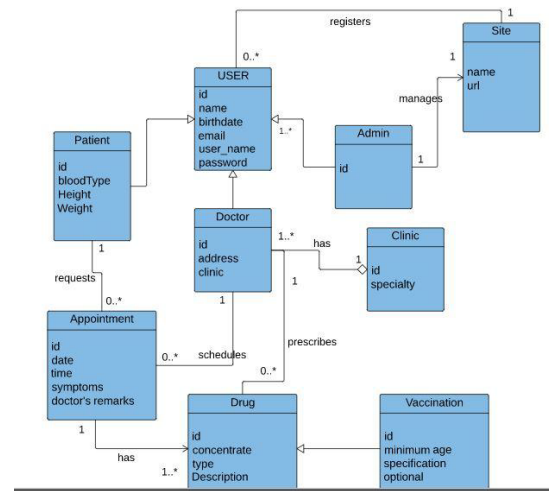 registers
1
Site
name
url
0..*
USER
id
name
birthdate
email
user_name
password
1
manages
1..*
Admin
id
1
Patient
id
bloodType
Height
Weight
1
Doctor
id
address
clinic
1..*
has
1
Clinic
id
specialty
requests
0..*
1
1
prescribes
Appointment
id
date
time
symptoms
doctor's remarks
0..*
schedules
0..*
1
has
1..*
Drug
id
concentrate
type
Description
Vaccination
id
minimum age
specification
optional